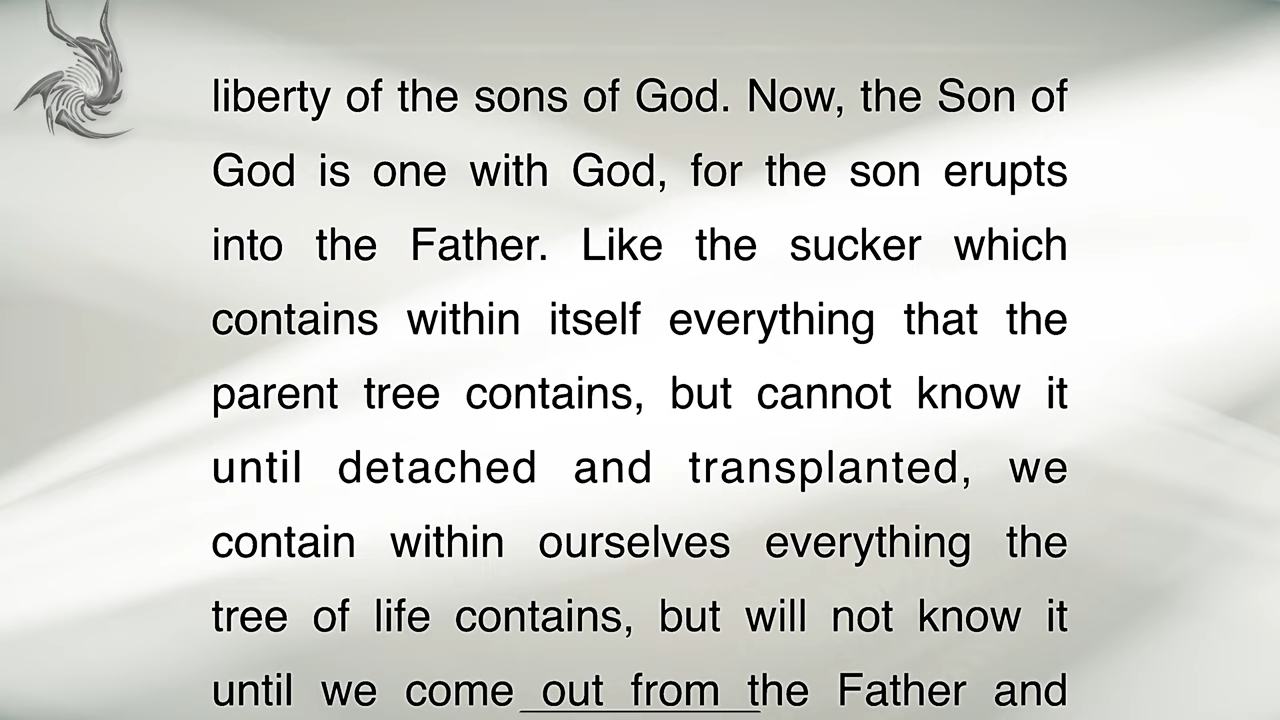 liberty of the sons of God. Now, the Son of
God is one with God, for the son erupts
into the Father. Like the sucker which
contains within itself everything that the
parent tree contains, but cannot know it
until detached and transplanted, we
contain within ourselves everything the
tree of life contains, but will not know it
until we come out from the Father and